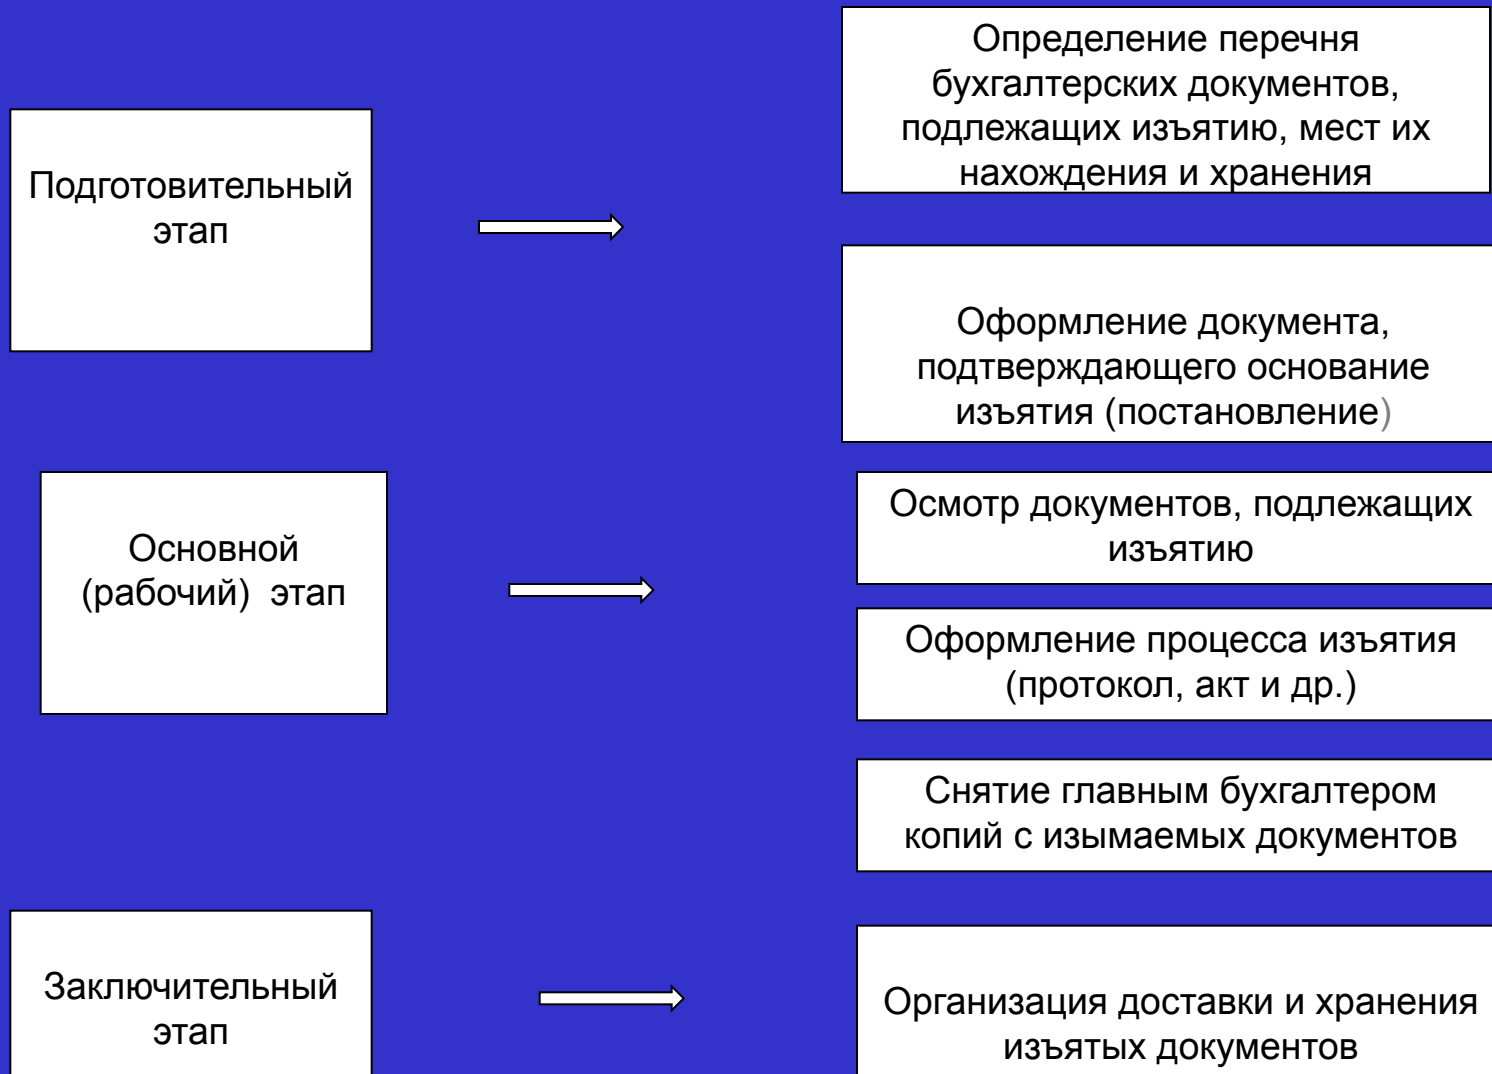 Подготовительный
этап
Определение перечня
бухгалтерских документов,
подлежащих изъятию, мест их
нахождения и хранения
Оформление документа,
подтверждающего основание
изъятия (постановление)
Основной
(рабочий) этап
Осмотр документов, подлежащих
изъятию
Оформление процесса изъятия
(протокол, акт и др.)
Снятие главным бухгалтером
копий с изымаемых документов
Заключительный
этап
Организация доставки и хранения
изъятых документов